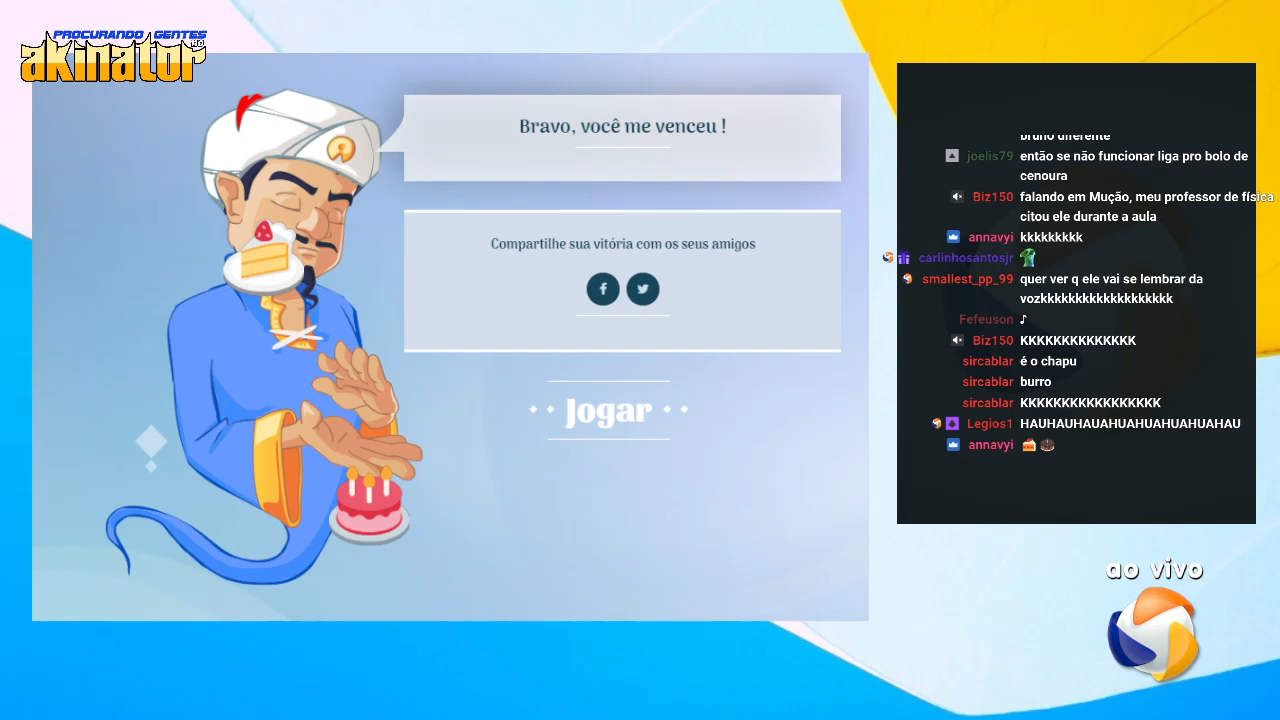 PROCURANDO GENTES
NO
akinator
Bravo, você me venceu !
Compartilhe sua vitória com os seus amigos
Jogar
bruno diferente
joelis79 então se não funcionar liga pro bolo de
cenoura
Biz150 falando em Mução, meu professor de física
citou ele durante a aula
annavyi kkkkkkkkk
carlinhosantosjr
smallest_pp_99 quer ver q ele vai se lembrar da
vozkkkkkkkkkkkkkkkkkk
Fefeuson ♪
Biz150 KKKKKKKKKKKKKK
sircablar é o chapu
sircablar burro
sircablar KKKKKKKKKKKKKKKKK
Legios1 HAUHAUHAUAHUAHUAHUAHUAHAU
annavyi
ao vivo